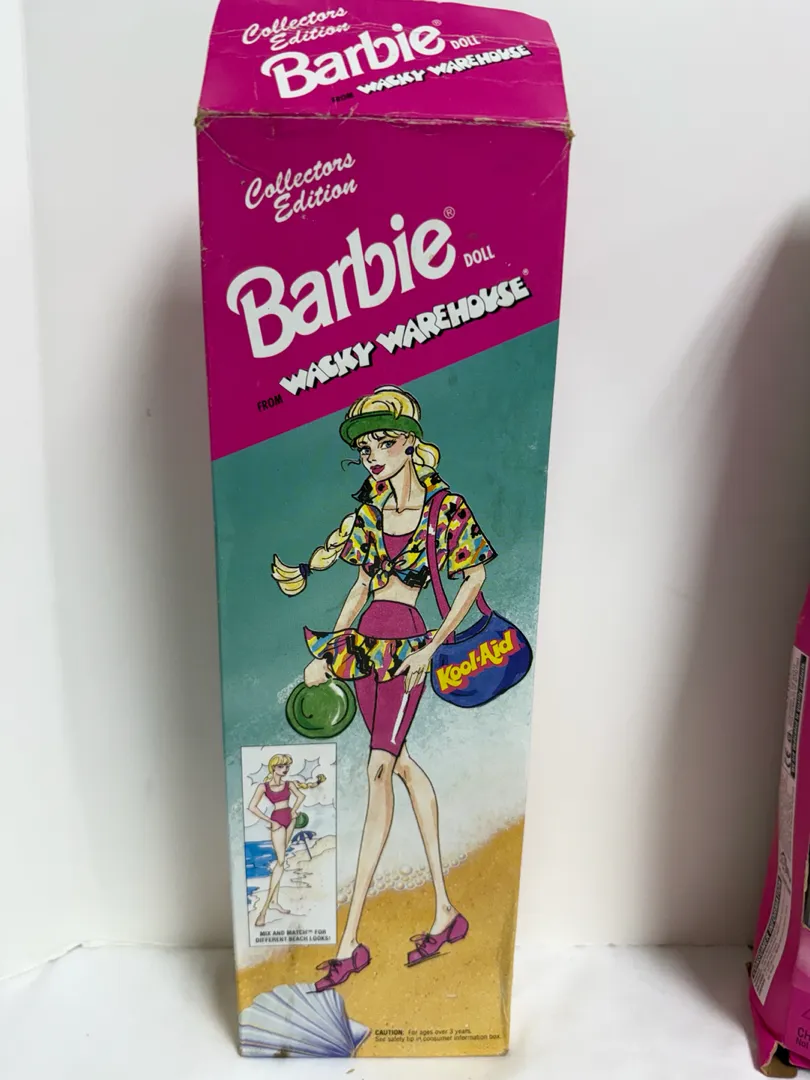 Collectors
Edition
Barbie® DOLL
FROM WACKY WAREHOUSE®
Collectors
Edition
Barbie® DOLL
FROM WACKY WAREHOUSE®
Kool-Aid
MIX AND MATCH™ FOR
DIFFERENT BEACH LOOKS!
CAUTION: For ages over 3 years.
See safety tip in consumer information box.